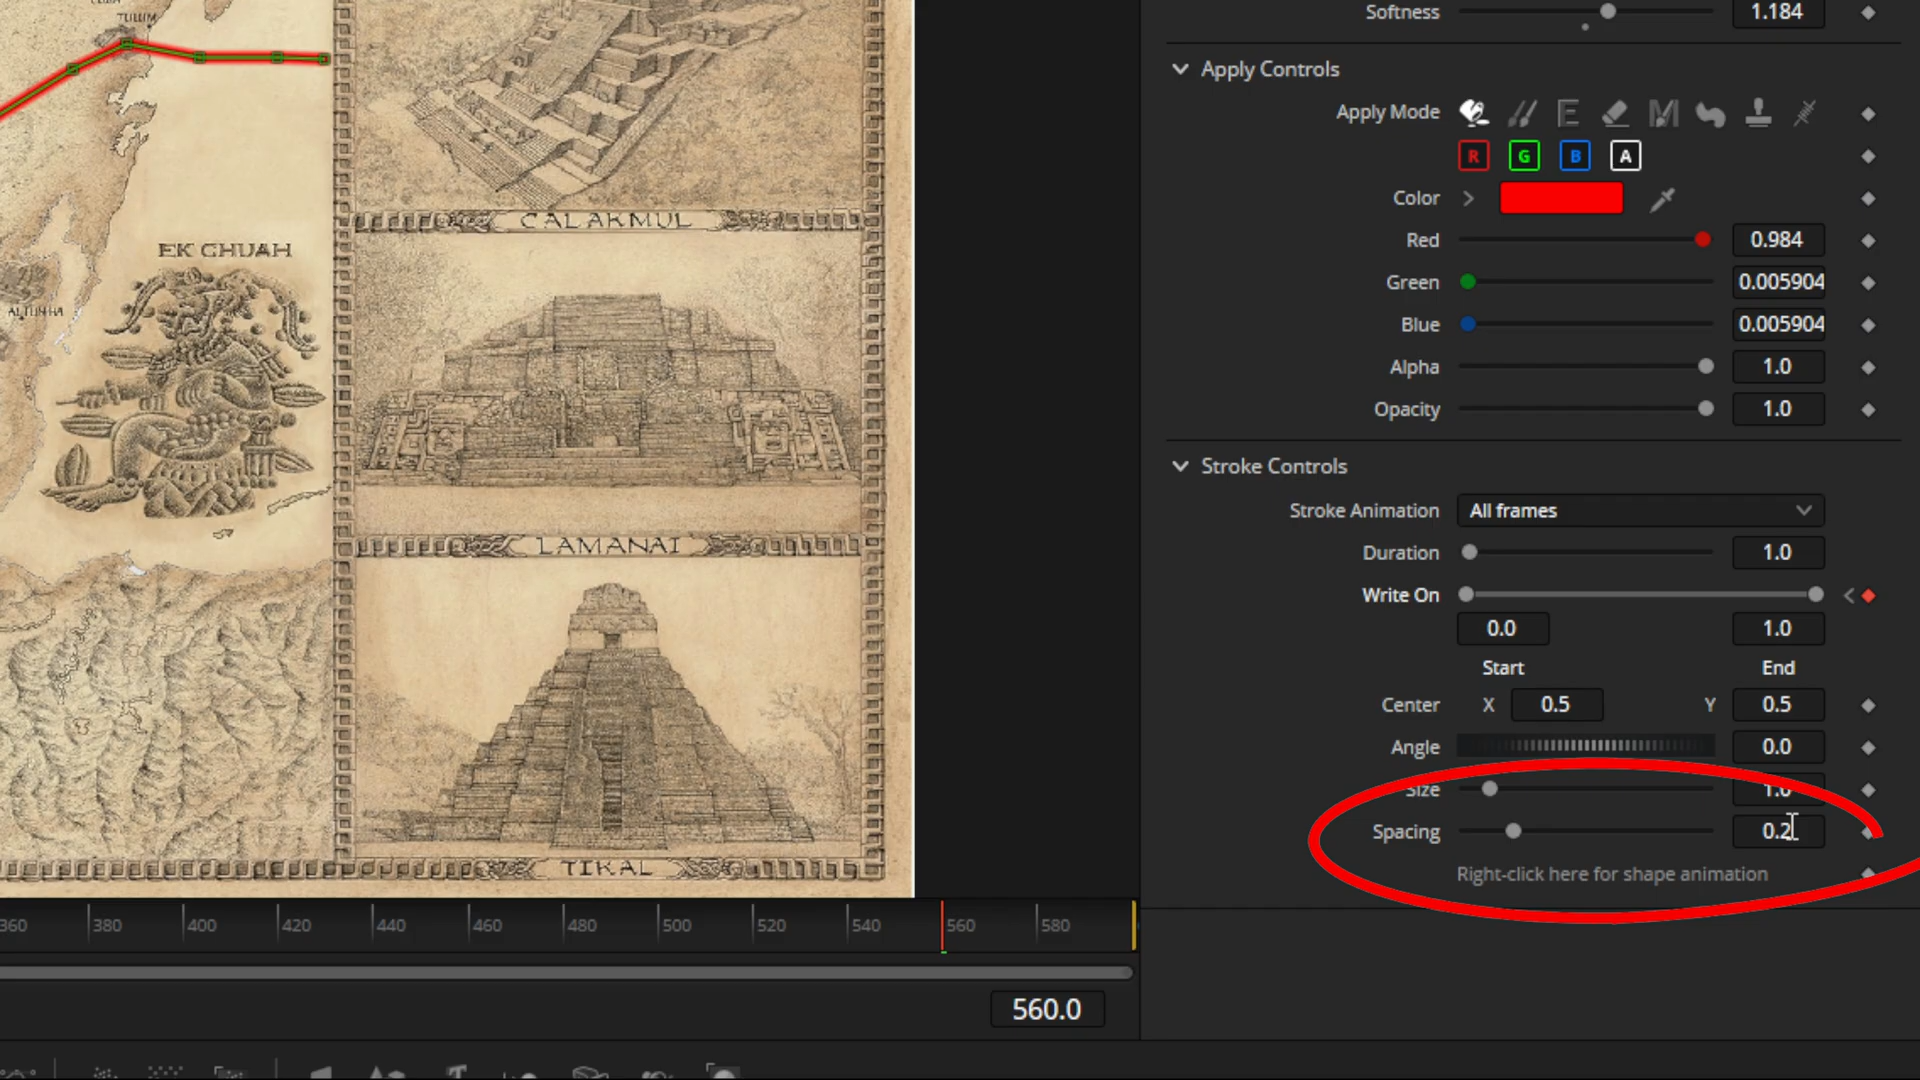 TULUM
EK CHUAH
ALTUN HA
CALAKMUL
LAMANAI
TIKAL
Softness 1.184
Apply Controls
Apply Mode
R G B A
Color
Red 0.984
Green 0.005904
Blue 0.005904
Alpha 1.0
Opacity 1.0
Stroke Controls
Stroke Animation All frames
Duration 1.0
Write On
0.0 1.0
Start End
Center X 0.5 Y 0.5
Angle 0.0
Size 1.0
Spacing 0.2
Right-click here for shape animation
360 380 400 420 440 460 480 500 520 540 560 580
560.0